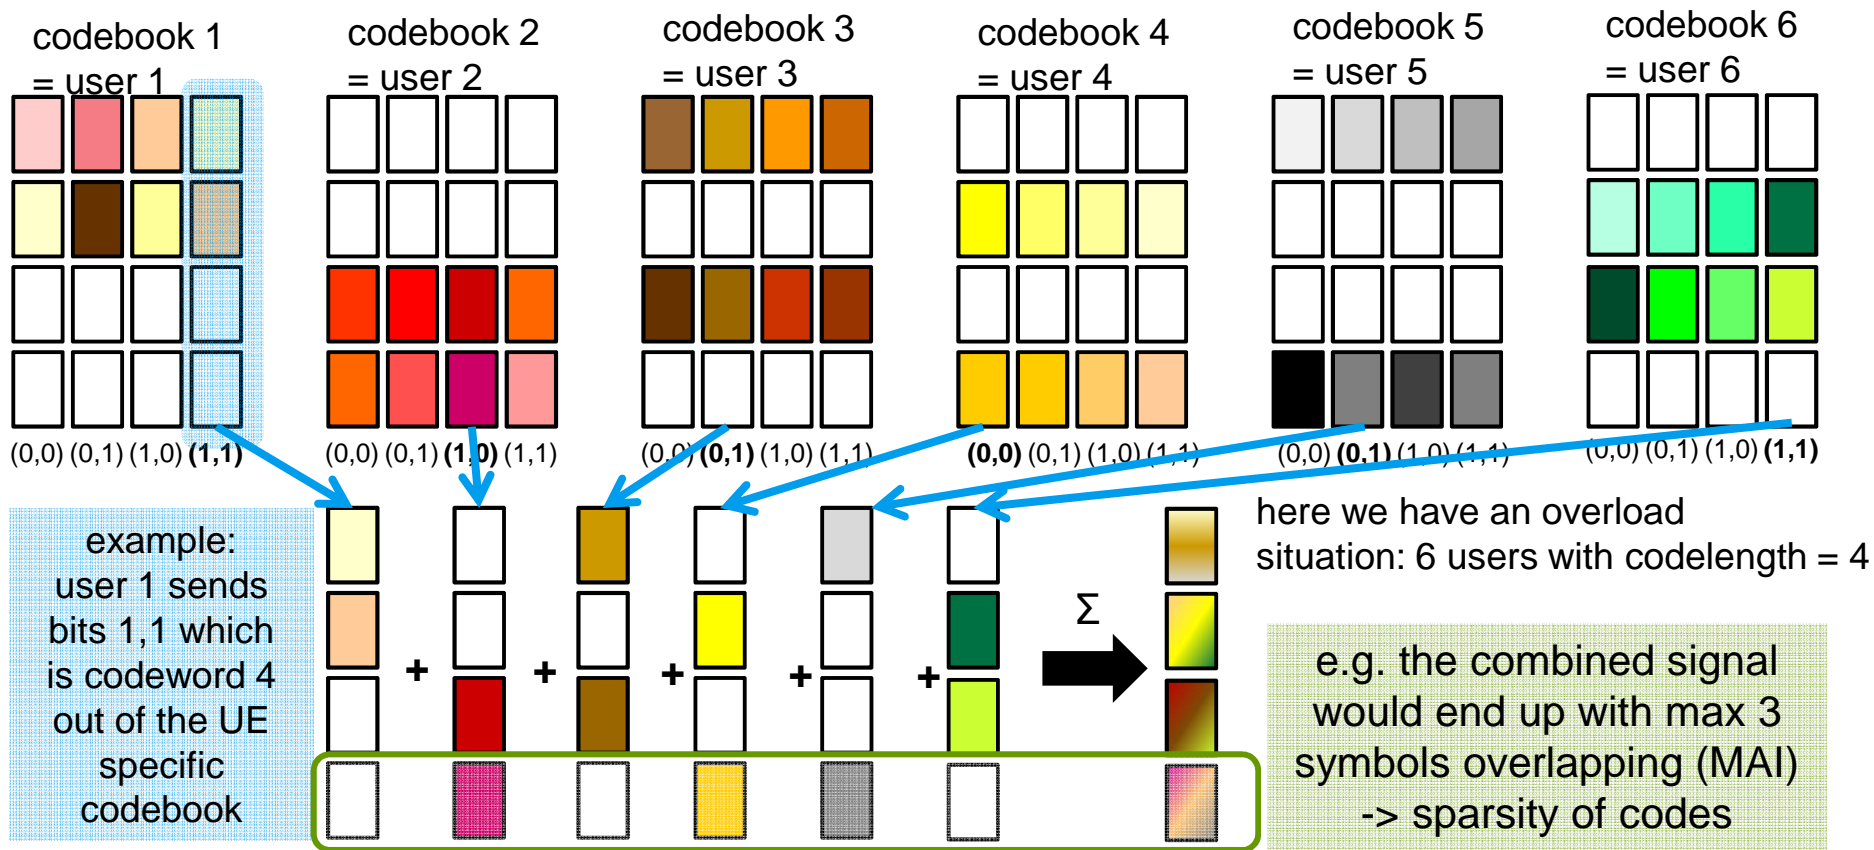 codebook 1
= user 1
codebook 2
= user 2
codebook 3
= user 3
codebook 4
= user 4
codebook 5
= user 5
codebook 6
= user 6
(0,0) (0,1) (1,0) (1,1)
(0,0) (0,1) (1,0) (1,1)
(0,0) (0,1) (1,0) (1,1)
(0,0) (0,1) (1,0) (1,1)
(0,0) (0,1) (1,0) (1,1)
(0,0) (0,1) (1,0) (1,1)
example:
user 1 sends
bits 1,1 which
is codeword 4
out of the UE
specific
codebook
+ + + + +
Σ
here we have an overload
situation: 6 users with codelength = 4
e.g. the combined signal
would end up with max 3
symbols overlapping (MAI)
-> sparsity of codes